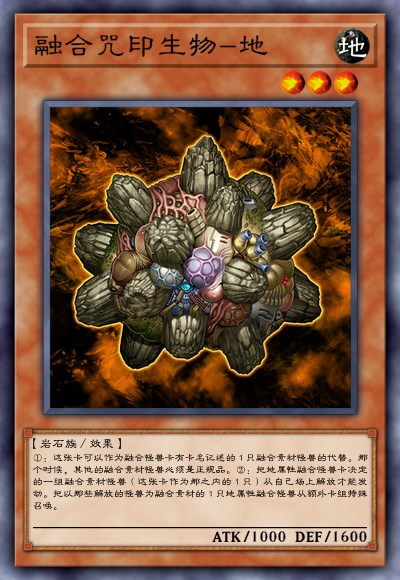 融合咒印生物-地
地
【岩石族/效果】
①：这张卡可以作为融合怪兽卡有卡名记述的1只融合素材怪兽的代替。那
个时候，其他的融合素材怪兽必须是正规品。②：把地属性融合怪兽卡决定
的一组融合素材怪兽（这张卡作为那之内的1只）从自己场上解放才能发
动。把以那些解放的怪兽为融合素材的1只地属性融合怪兽从额外卡组特殊
召唤。
ATK/1000 DEF/1600